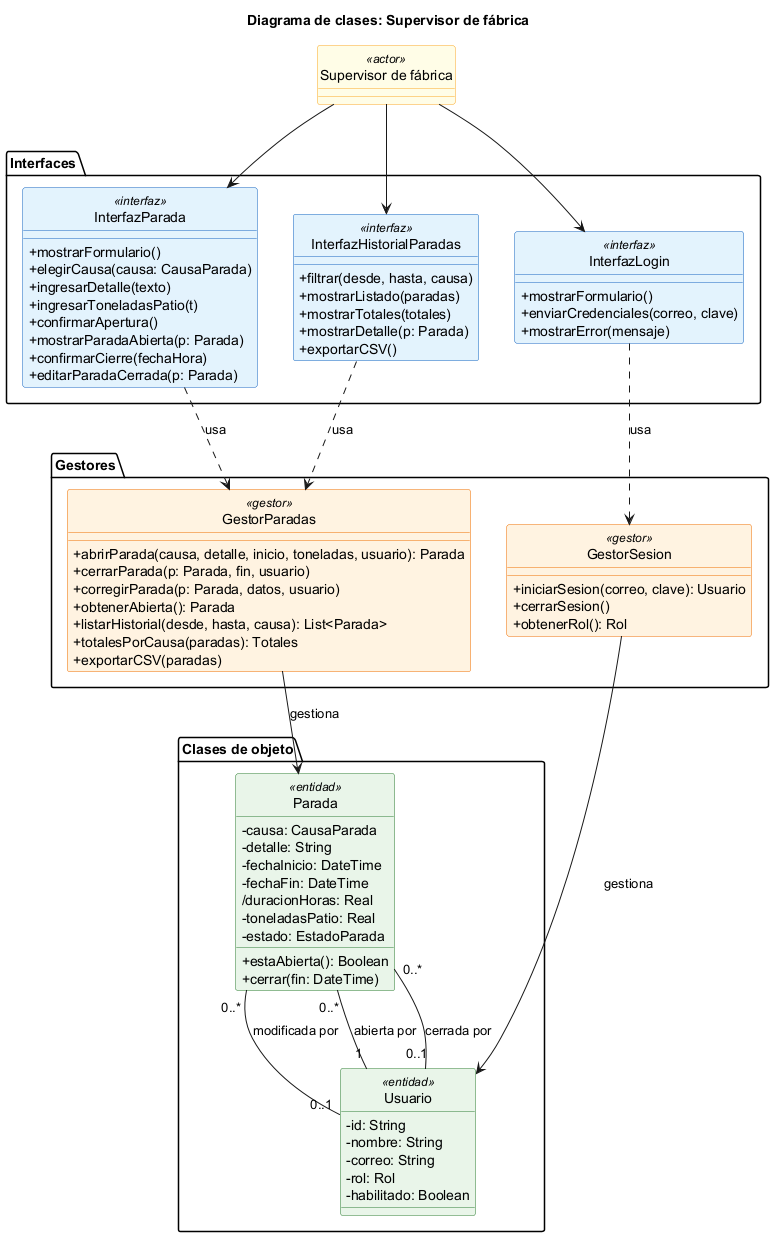 Diagrama de clases: Supervisor de fábrica
«actor»
Supervisor de fábrica
Interfaces
«interfaz»
InterfazParada
+mostrarFormulario()
+elegirCausa(causa: CausaParada)
+ingresarDetalle(texto)
+ingresarToneladasPatio(t)
+confirmarApertura()
+mostrarParadaAbierta(p: Parada)
+confirmarCierre(fechaHora)
+editarParadaCerrada(p: Parada)
«interfaz»
InterfazHistorialParadas
+filtrar(desde, hasta, causa)
+mostrarListado(paradas)
+mostrarTotales(totales)
+mostrarDetalle(p: Parada)
+exportarCSV()
«interfaz»
InterfazLogin
+mostrarFormulario()
+enviarCredenciales(correo, clave)
+mostrarError(mensaje)
usa
usa
usa
Gestores
«gestor»
GestorParadas
+abrirParada(causa, detalle, inicio, toneladas, usuario): Parada
+cerrarParada(p: Parada, fin, usuario)
+corregirParada(p: Parada, datos, usuario)
+obtenerAbierta(): Parada
+listarHistorial(desde, hasta, causa): List<Parada>
+totalesPorCausa(paradas): Totales
+exportarCSV(paradas)
«gestor»
GestorSesion
+iniciarSesion(correo, clave): Usuario
+cerrarSesion()
+obtenerRol(): Rol
gestiona
Clases de objeto
«entidad»
Parada
-causa: CausaParada
-detalle: String
-fechaInicio: DateTime
-fechaFin: DateTime
/duracionHoras: Real
-toneladasPatio: Real
-estado: EstadoParada
+estaAbierta(): Boolean
+cerrar(fin: DateTime)
gestiona
0..*
0..*
0..*
modificada por
abierta por
cerrada por
1
0..1
0..1
«entidad»
Usuario
-id: String
-nombre: String
-correo: String
-rol: Rol
-habilitado: Boolean